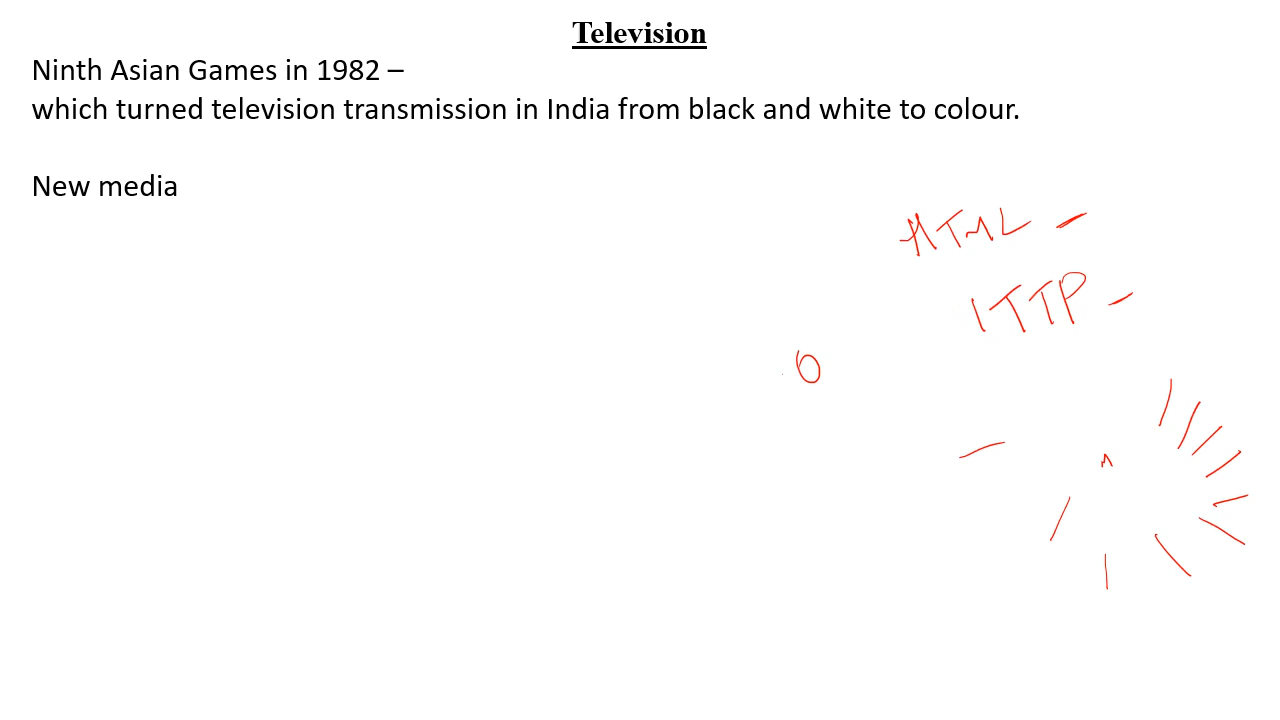 Television
Ninth Asian Games in 1982 –
which turned television transmission in India from black and white to colour.
New media
HTML -